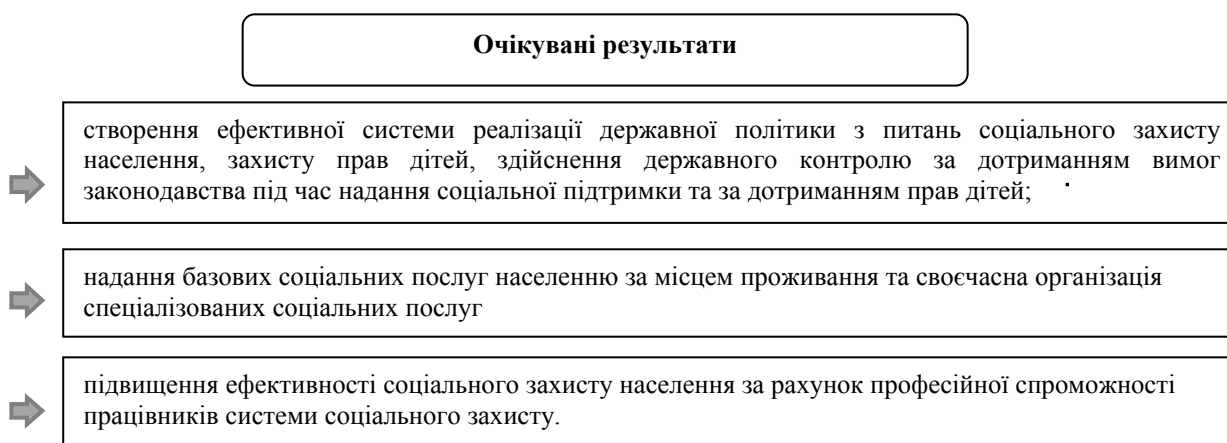 Очікувані результати
створення ефективної системи реалізації державної політики з питань соціального захисту
населення, захисту прав дітей, здійснення державного контролю за дотриманням вимог
законодавства під час надання соціальної підтримки та за дотриманням прав дітей;
надання базових соціальних послуг населенню за місцем проживання та своєчасна організація
спеціалізованих соціальних послуг
підвищення ефективності соціального захисту населення за рахунок професійної спроможності
працівників системи соціального захисту.